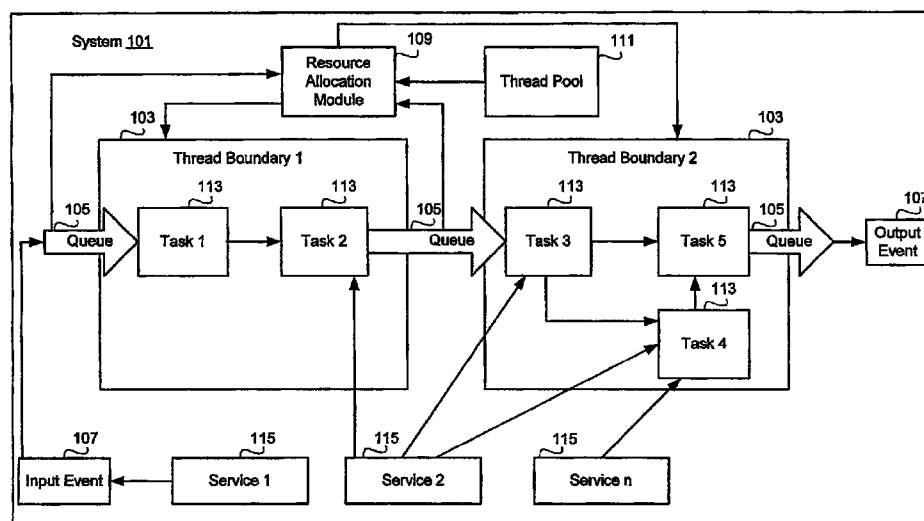 System 101
109
Resource
Allocation
Module
111
Thread Pool
103
Thread Boundary 1
103
Thread Boundary 2
105
Queue
113
Task 1
113
Task 2
105
Queue
113
Task 3
113
Task 5
105
Queue
107
Output
Event
113
Task 4
107
Input Event
115
Service 1
115
Service 2
115
Service n